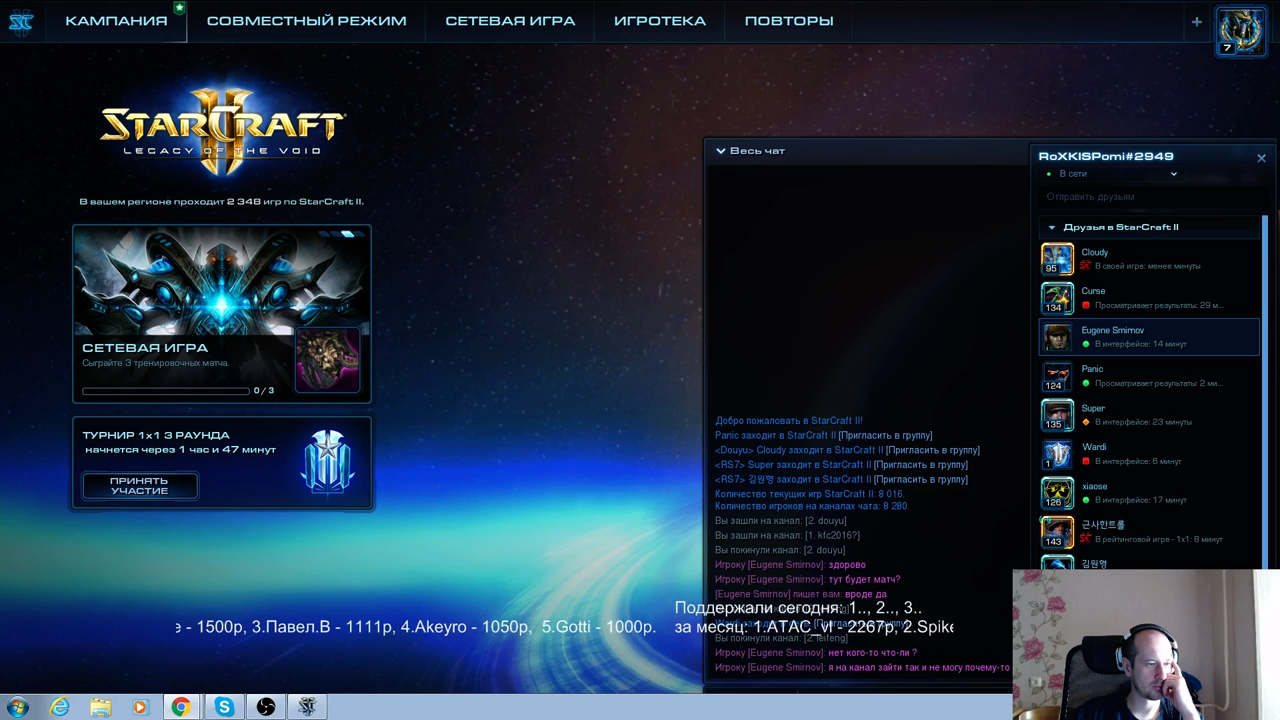 КАМПАНИЯ
СОВМЕСТНЫЙ РЕЖИМ
СЕТЕВАЯ ИГРА
ИГРОТЕКА
ПОВТОРЫ
7
STARCRAFT
II
LEGACY OF THE VOID
В вашем регионе проходит 2 348 игр по StarCraft II.
СЕТЕВАЯ ИГРА
Сыграйте 3 тренировочных матча.
0 / 3
ТУРНИР 1x1 3 РАУНДА
начнется через 1 час и 47 минут
ПРИНЯТЬ
УЧАСТИЕ
Весь чат
Добро пожаловать в StarCraft II!
Panic заходит в StarCraft II [Пригласить в группу]
<Douyu> Cloudy заходит в StarCraft II [Пригласить в группу]
<RS7> Super заходит в StarCraft II [Пригласить в группу]
<RS7> 김원형 заходит в StarCraft II [Пригласить в группу]
Количество текущих игр StarCraft II: 8 016.
Количество игроков на каналах чата: 8 280.
Вы зашли на канал: [2. douyu]
Вы зашли на канал: [1. kfc2016?]
Вы покинули канал: [2. douyu]
Игроку [Eugene Smirnov]: здорово
Игроку [Eugene Smirnov]: тут будет матч?
[Eugene Smirnov] пишет вам: вроде да
Поддержали сегодня: 1.., 2.., 3..
е - 1500р, 3.Павел.В - 1111р, 4.Akeyro - 1050р, 5.Gotti - 1000р.
за месяц: 1.ATAC_vl - 2267р, 2.Spike
Вы покинули канал: [2. leifeng]
Игроку [Eugene Smirnov]: нет кого-то что-ли ?
Игроку [Eugene Smirnov]: я на канал зайти так и не могу почему-то
RoXKISPomi#2949
В сети
Отправить друзьям
Друзья в StarCraft II
95
Cloudy
В своей игре: менее минуты
134
Curse
Просматривает результаты: 29 м...
Eugene Smirnov
В интерфейсе: 14 минут
124
Panic
Просматривает результаты: 2 ми...
135
Super
В интерфейсе: 23 минуты
1
Wardi
В интерфейсе: 6 минут
126
xiaose
В интерфейсе: 17 минут
143
근사한트롤
В рейтинговой игре - 1x1: 8 минут
김원형